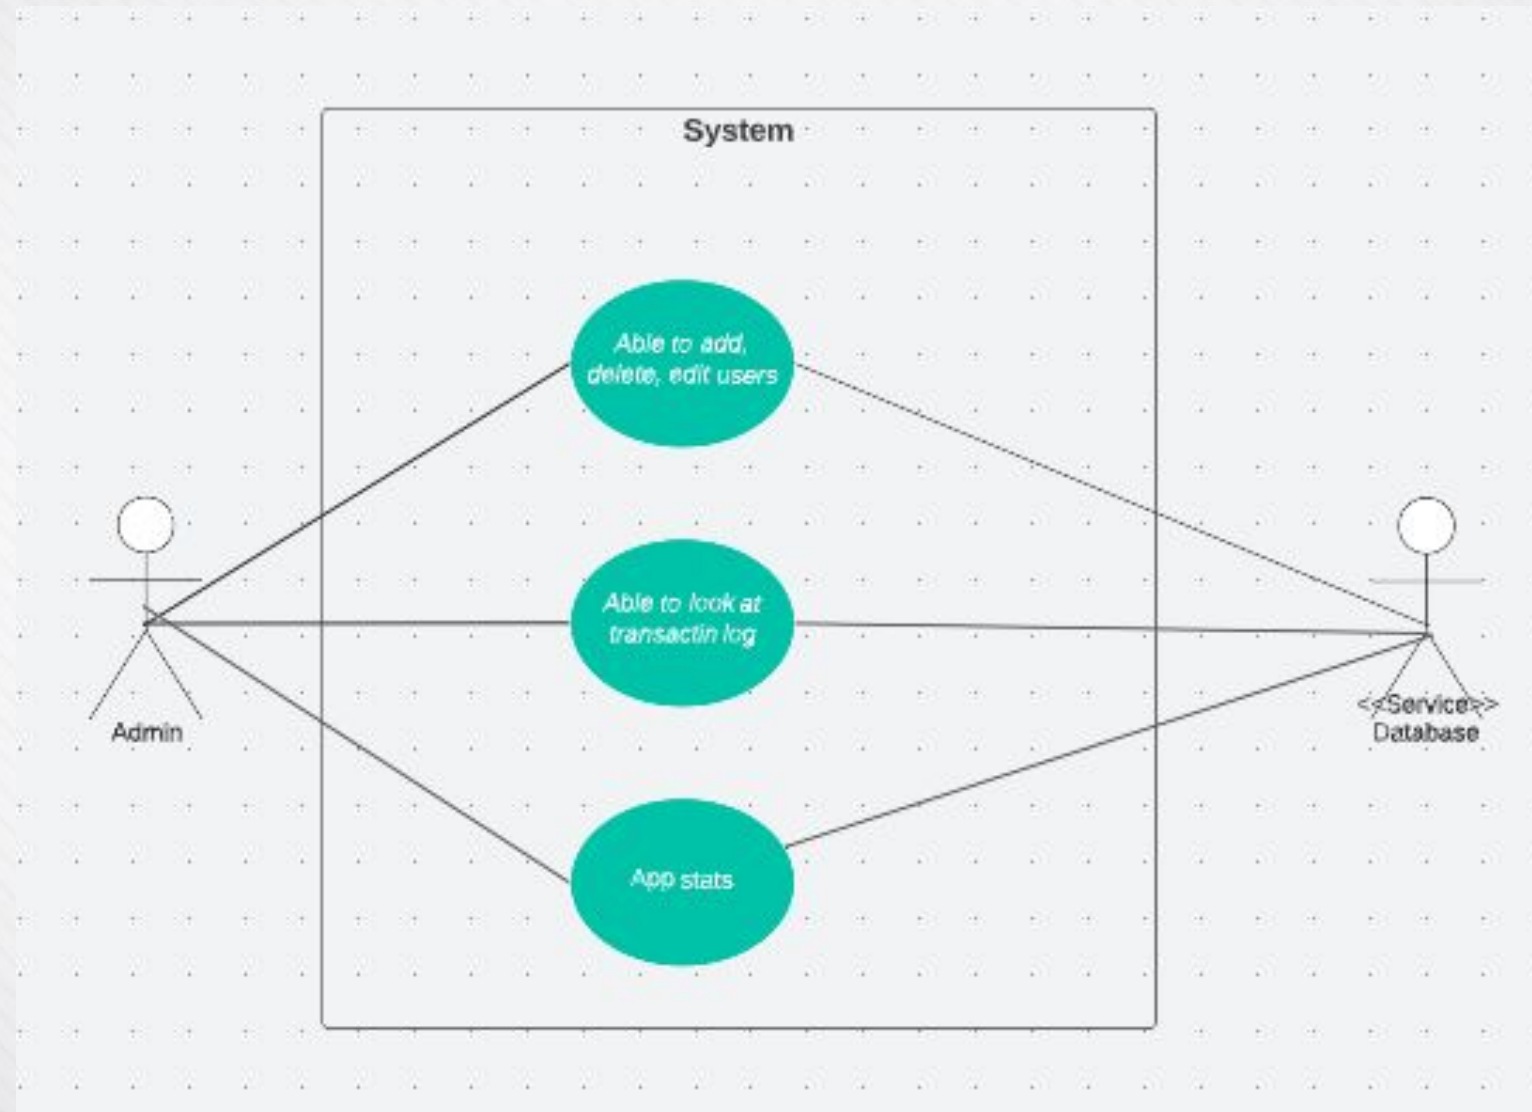 System
Able to add,
delete, edit users
Able to look at
transactin log
Admin
<<Service>>
Database
App stats